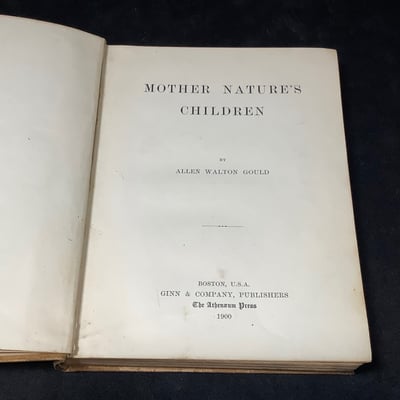 MOTHER NATURE'S
CHILDREN
BY
ALLEN WALTON GOULD
BOSTON, U.S.A.
GINN & COMPANY, PUBLISHERS
The Athenæum Press
1900